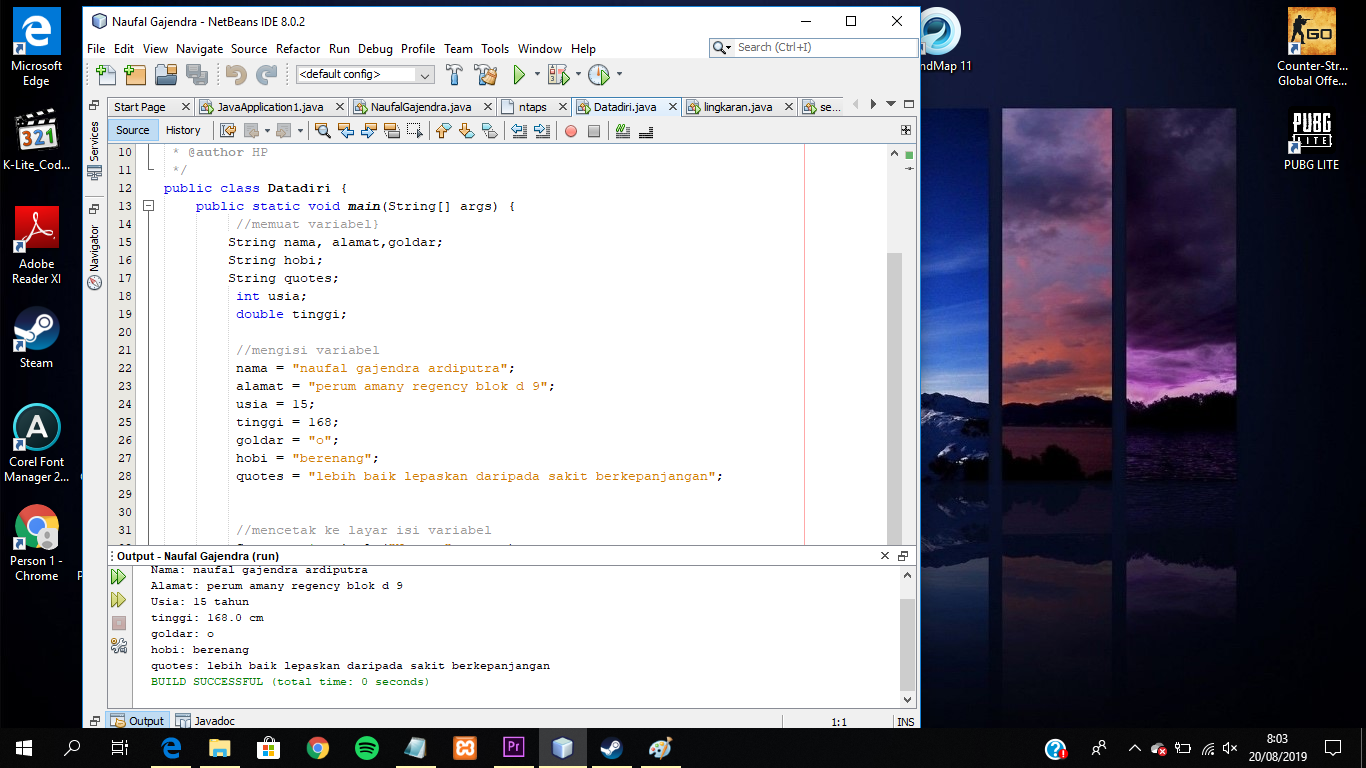 Naufal Gajendra - NetBeans IDE 8.0.2
File Edit View Navigate Source Refactor Run Debug Profile Team Tools Window Help
Search (Ctrl+I)
<default config>
Start Page
JavaApplication1.java
NaufalGajendra.java
ntaps
Datadiri.java
lingkaran.java
se...
Source
History
Services
Navigator
10 * @author HP
11 */
12 public class Datadiri {
13 public static void main(String[] args) {
14 //memuat variabel}
15 String nama, alamat,goldar;
16 String hobi;
17 String quotes;
18 int usia;
19 double tinggi;
20
21 //mengisi variabel
22 nama = "naufal gajendra ardiputra";
23 alamat = "perum amany regency blok d 9";
24 usia = 15;
25 tinggi = 168;
26 goldar = "o";
27 hobi = "berenang";
28 quotes = "lebih baik lepaskan daripada sakit berkepanjangan";
29
30
31 //mencetak ke layar isi variabel
Output - Naufal Gajendra (run)
Nama: naufal gajendra ardiputra
Alamat: perum amany regency blok d 9
Usia: 15 tahun
tinggi: 168.0 cm
goldar: o
hobi: berenang
quotes: lebih baik lepaskan daripada sakit berkepanjangan
BUILD SUCCESSFUL (total time: 0 seconds)
Output
Javadoc
1:1
INS
Microsoft
Edge
321
K-Lite_Cod...
Adobe
Reader XI
Steam
Corel Font
Manager 2...
Person 1 -
Chrome
ndMap 11
GO
Counter-Str...
Global Offe...
PUBG
LITE
PUBG LITE
Pr
8:03
20/08/2019